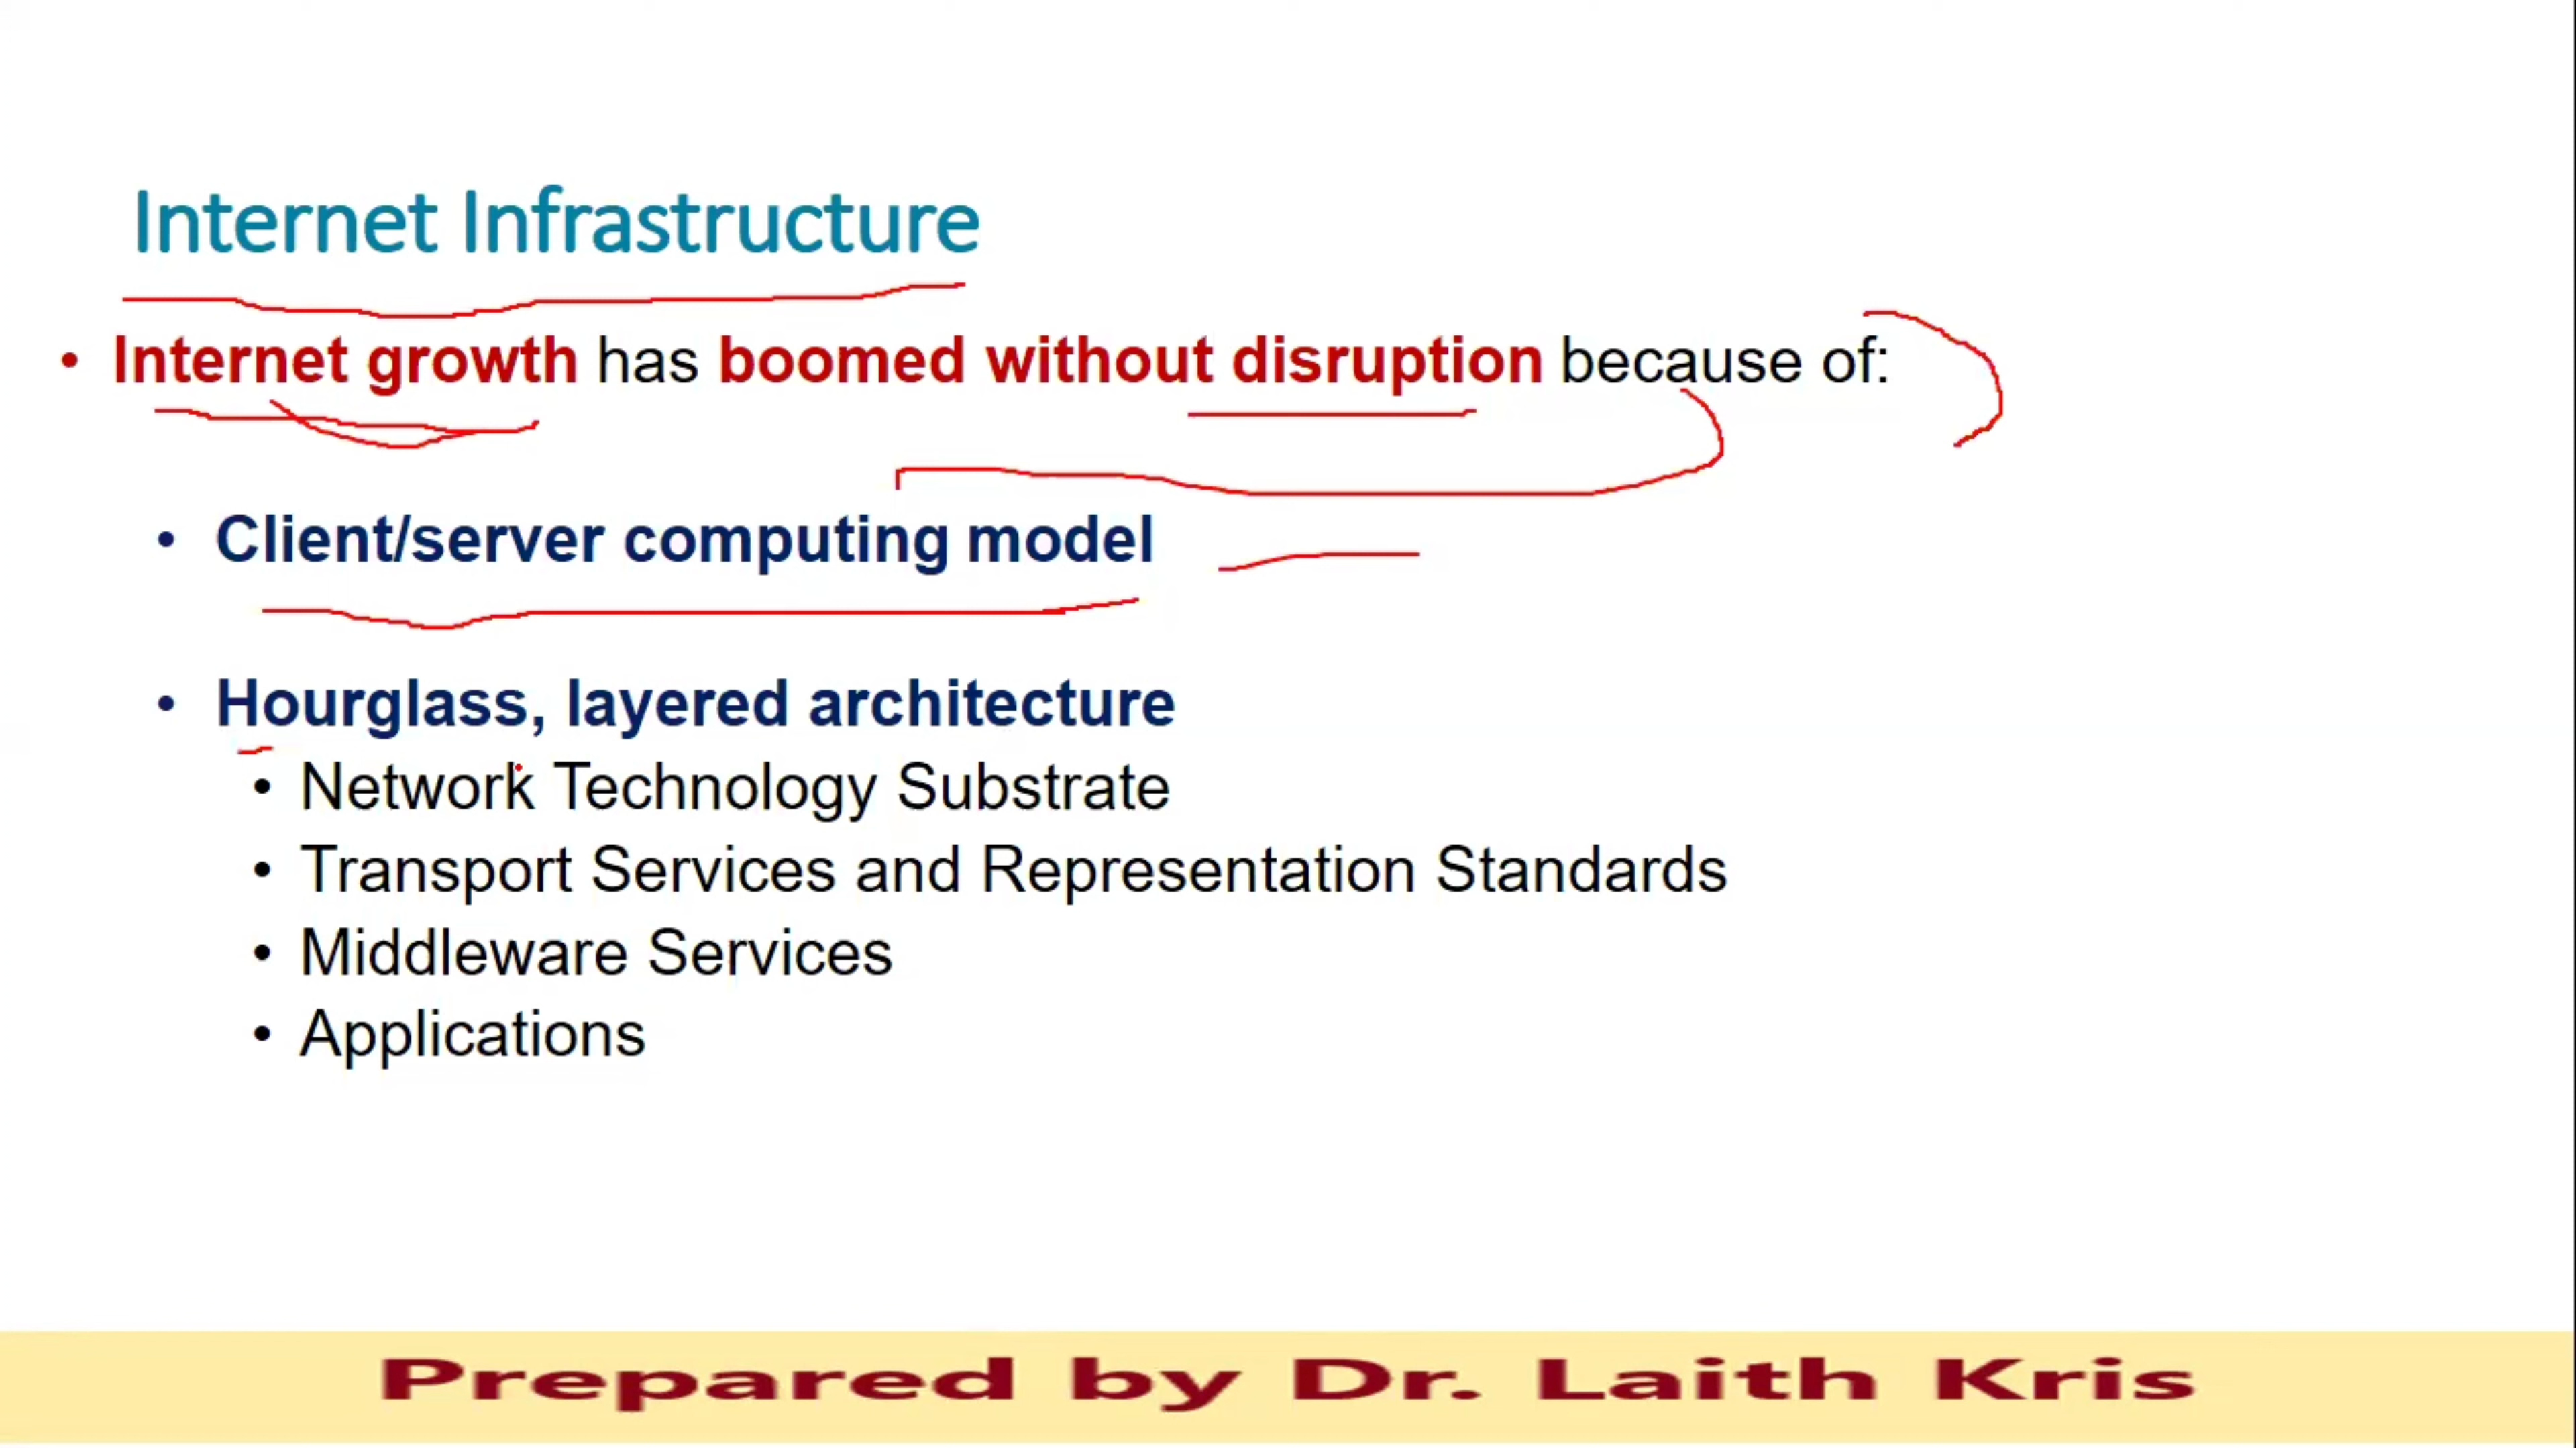 Internet Infrastructure
• Internet growth has boomed without disruption because of:
• Client/server computing model
• Hourglass, layered architecture
• Network Technology Substrate
• Transport Services and Representation Standards
• Middleware Services
• Applications
Prepared by Dr. Laith Kris